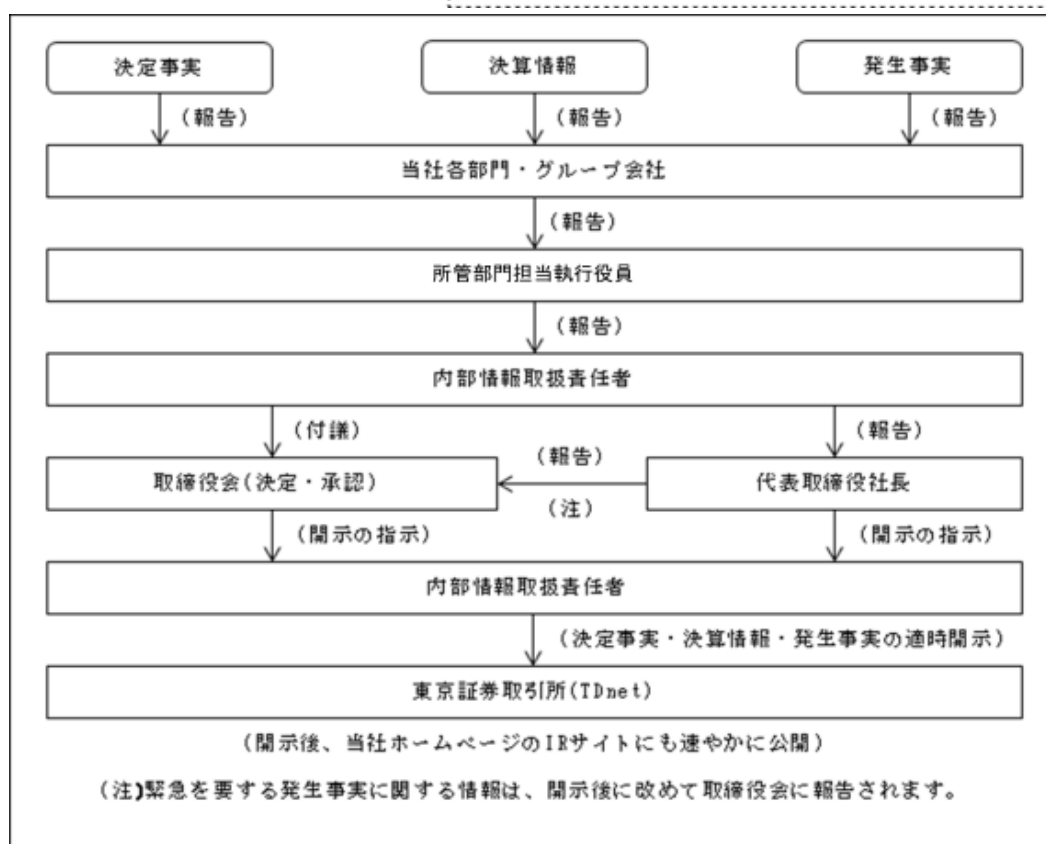 決定事実
決算情報
発生事実
(報告)
(報告)
(報告)
当社各部門・グループ会社
(報告)
所管部門担当執行役員
(報告)
内部情報取扱責任者
(付議)
(報告)
(報告)
取締役会(決定・承認)
代表取締役社長
(注)
(開示の指示)
(開示の指示)
内部情報取扱責任者
(決定事実・決算情報・発生事実の適時開示)
東京証券取引所(TDnet)
(開示後、当社ホームページのIRサイトにも速やかに公開)
(注)緊急を要する発生事実に関する情報は、開示後に改めて取締役会に報告されます。